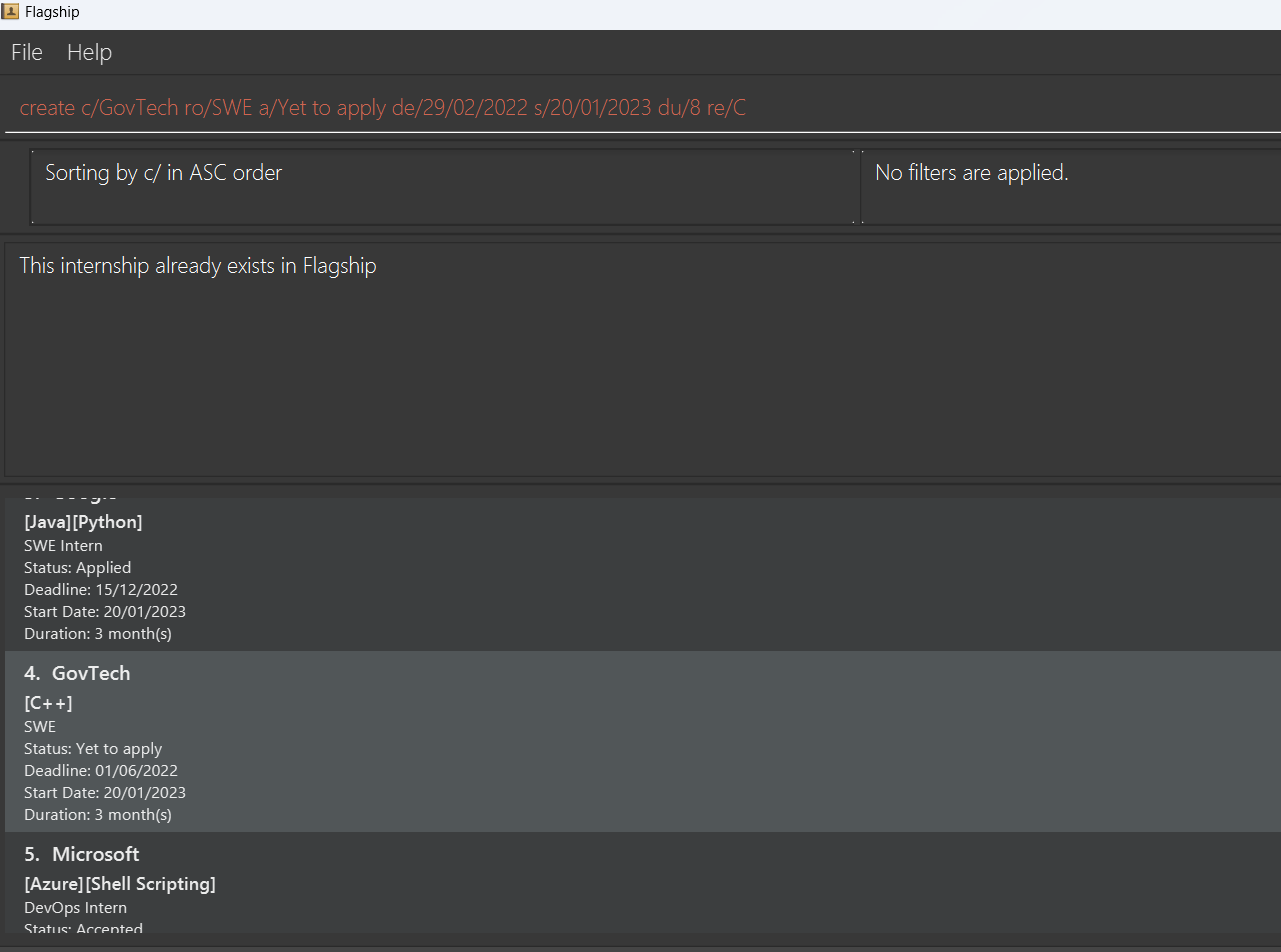 Flagship
File Help
create c/GovTech ro/SWE a/Yet to apply de/29/02/2022 s/20/01/2023 du/8 re/C
Sorting by c/ in ASC order
No filters are applied.
This internship already exists in Flagship
[Java][Python]
SWE Intern
Status: Applied
Deadline: 15/12/2022
Start Date: 20/01/2023
Duration: 3 month(s)
4. GovTech
[C++]
SWE
Status: Yet to apply
Deadline: 01/06/2022
Start Date: 20/01/2023
Duration: 3 month(s)
5. Microsoft
[Azure][Shell Scripting]
DevOps Intern
Status: Accepted